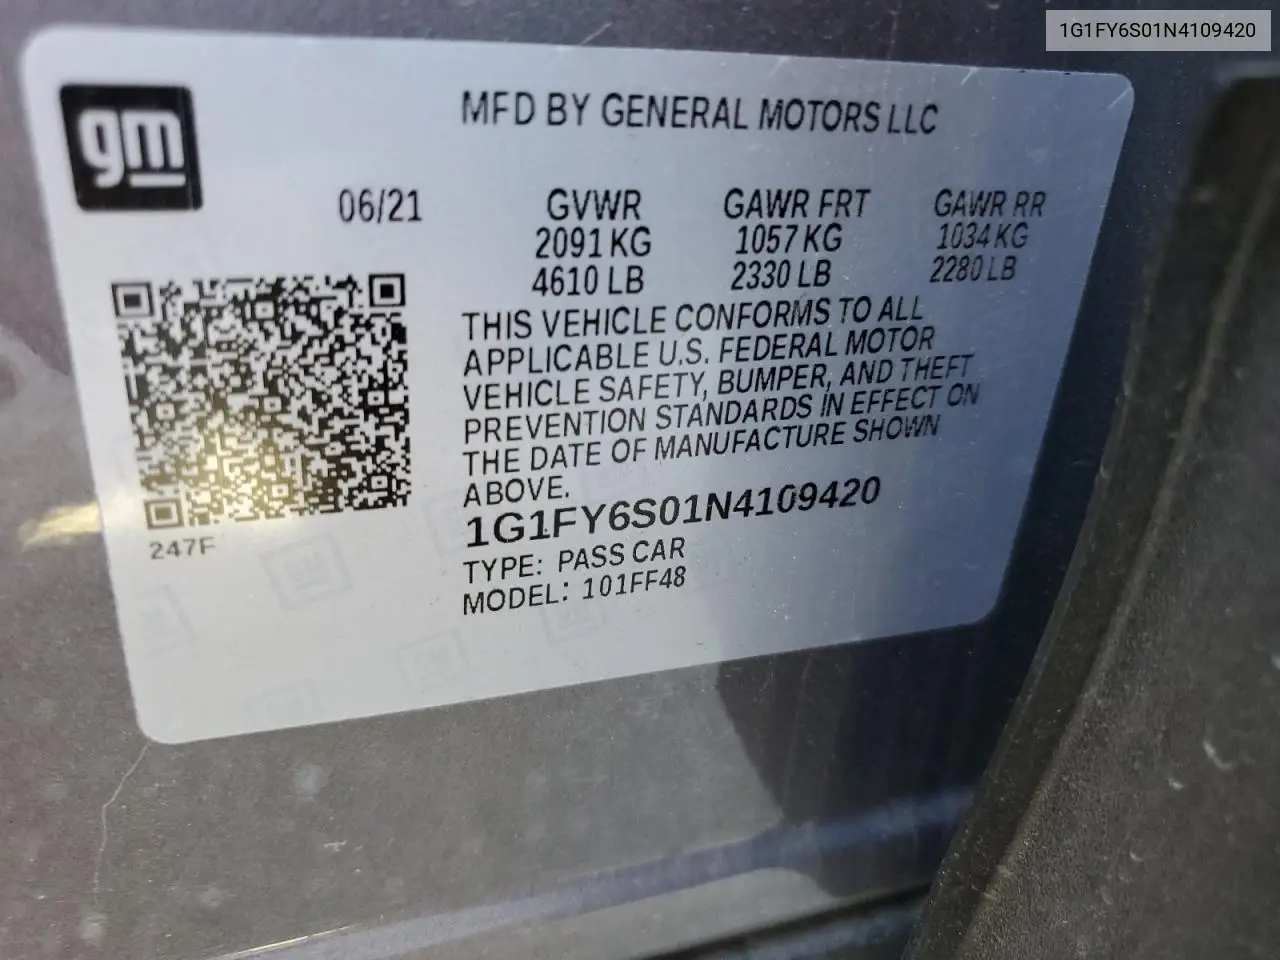 1G1FY6S01N4109420
gm
MFD BY GENERAL MOTORS LLC
06/21
GVWR
2091 KG
4610 LB
GAWR FRT
1057 KG
2330 LB
GAWR RR
1034 KG
2280 LB
THIS VEHICLE CONFORMS TO ALL
APPLICABLE U.S. FEDERAL MOTOR
VEHICLE SAFETY, BUMPER, AND THEFT
PREVENTION STANDARDS IN EFFECT ON
THE DATE OF MANUFACTURE SHOWN
ABOVE.
1G1FY6S01N4109420
TYPE: PASS CAR
MODEL: 101FF48
247F